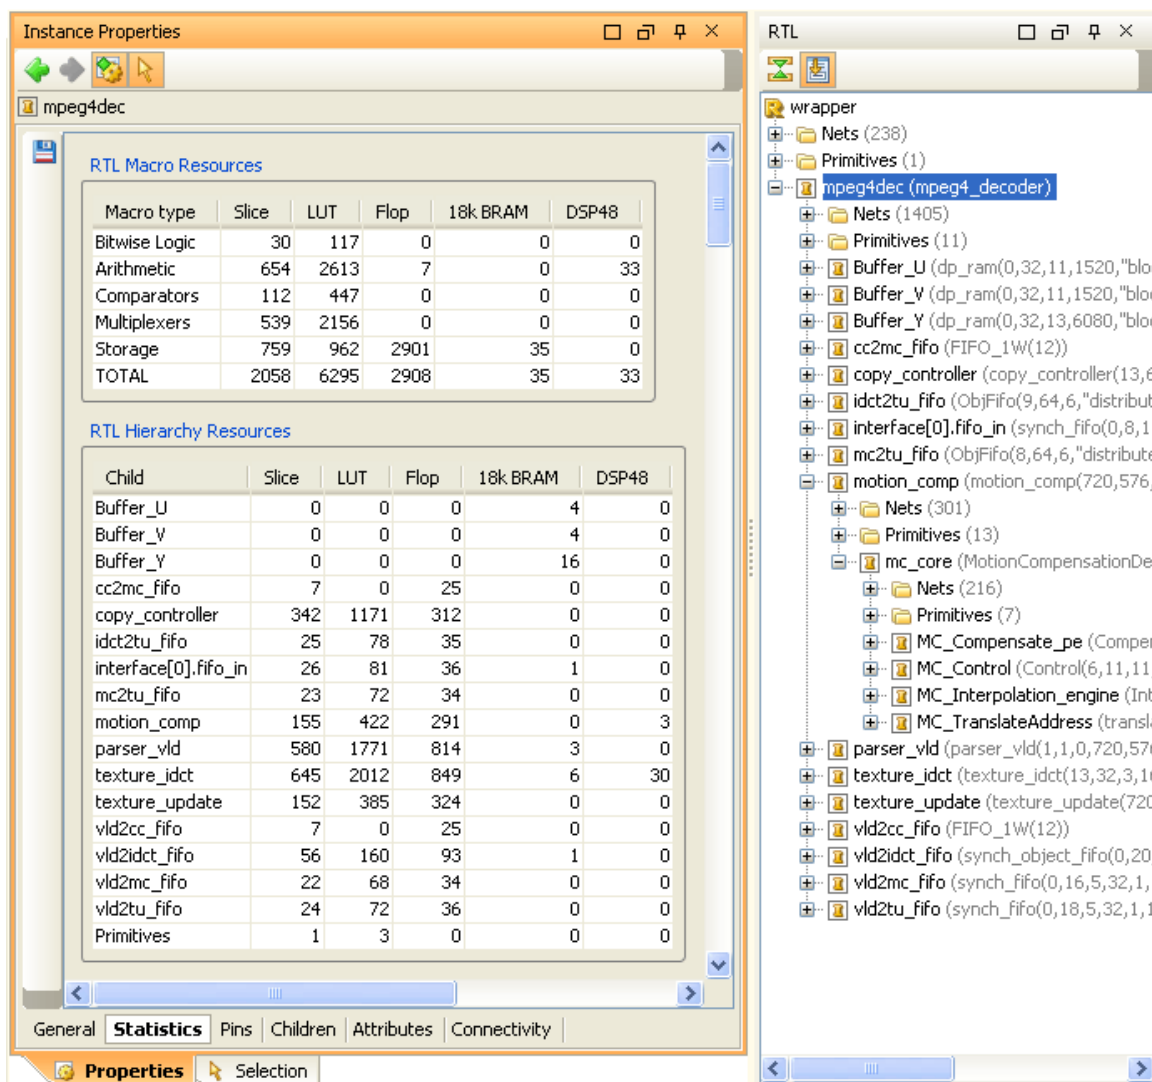 Instance Properties
mpeg4dec
RTL Macro Resources
Macro type Slice LUT Flop 18k BRAM DSP48
Bitwise Logic 30 117 0 0 0
Arithmetic 654 2613 7 0 33
Comparators 112 447 0 0 0
Multiplexers 539 2156 0 0 0
Storage 759 962 2901 35 0
TOTAL 2058 6295 2908 35 33
RTL Hierarchy Resources
Child Slice LUT Flop 18k BRAM DSP48
Buffer_U 0 0 0 4 0
Buffer_V 0 0 0 4 0
Buffer_Y 0 0 0 16 0
cc2mc_fifo 7 0 25 0 0
copy_controller 342 1171 312 0 0
idct2tu_fifo 25 78 35 0 0
interface[0].fifo_in 26 81 36 1 0
mc2tu_fifo 23 72 34 0 0
motion_comp 155 422 291 0 3
parser_vld 580 1771 814 3 0
texture_idct 645 2012 849 6 30
texture_update 152 385 324 0 0
vld2cc_fifo 7 0 25 0 0
vld2idct_fifo 56 160 93 1 0
vld2mc_fifo 22 68 34 0 0
vld2tu_fifo 24 72 36 0 0
Primitives 1 3 0 0 0
General Statistics Pins Children Attributes Connectivity
Properties Selection
RTL
wrapper
Nets (238)
Primitives (1)
mpeg4dec (mpeg4_decoder)
Nets (1405)
Primitives (11)
Buffer_U (dp_ram(0,32,11,1520,"blo
Buffer_V (dp_ram(0,32,11,1520,"blo
Buffer_Y (dp_ram(0,32,13,6080,"blo
cc2mc_fifo (FIFO_1W(12))
copy_controller (copy_controller(13,6
idct2tu_fifo (ObjFifo(9,64,6,"distribut
interface[0].fifo_in (synch_fifo(0,8,1
mc2tu_fifo (ObjFifo(8,64,6,"distribute
motion_comp (motion_comp(720,576,
Nets (301)
Primitives (13)
mc_core (MotionCompensationDe
Nets (216)
Primitives (7)
MC_Compensate_pe (Comper
MC_Control (Control(6,11,11,
MC_Interpolation_engine (Int
MC_TranslateAddress (transla
parser_vld (parser_vld(1,1,0,720,576
texture_idct (texture_idct(13,32,3,16
texture_update (texture_update(720
vld2cc_fifo (FIFO_1W(12))
vld2idct_fifo (synch_object_fifo(0,20,
vld2mc_fifo (synch_fifo(0,16,5,32,1,
vld2tu_fifo (synch_fifo(0,18,5,32,1,1